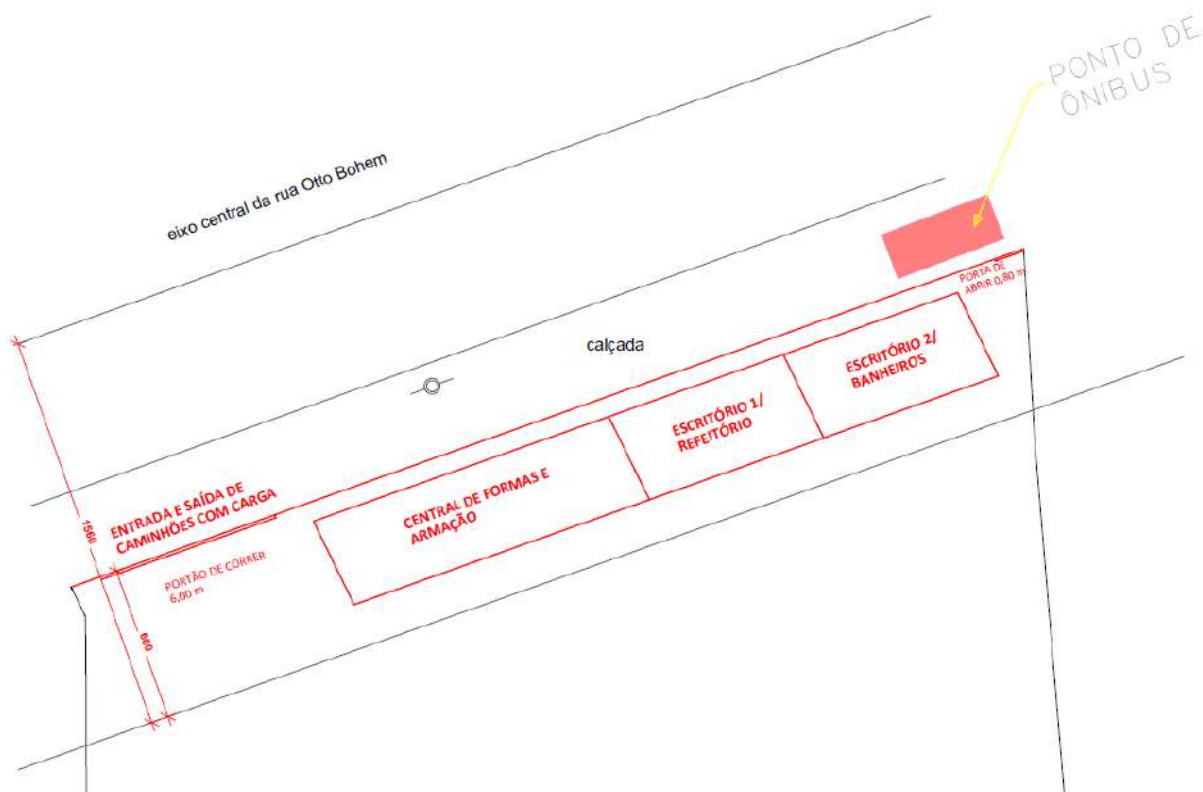 PONTO DE
ÔNIBUS
eixo central da rua Otto Bohem
PORTA DE
ABRIR 0,80 m
calçada
ESCRITÓRIO 2/
BANHEIROS
ESCRITÓRIO 1/
REFEITÓRIO
CENTRAL DE FORMAS E
ARMAÇÃO
ENTRADA E SAÍDA DE
CAMINHÕES COM CARGA
1560
PORTÃO DE CORRER
6,00 m
660